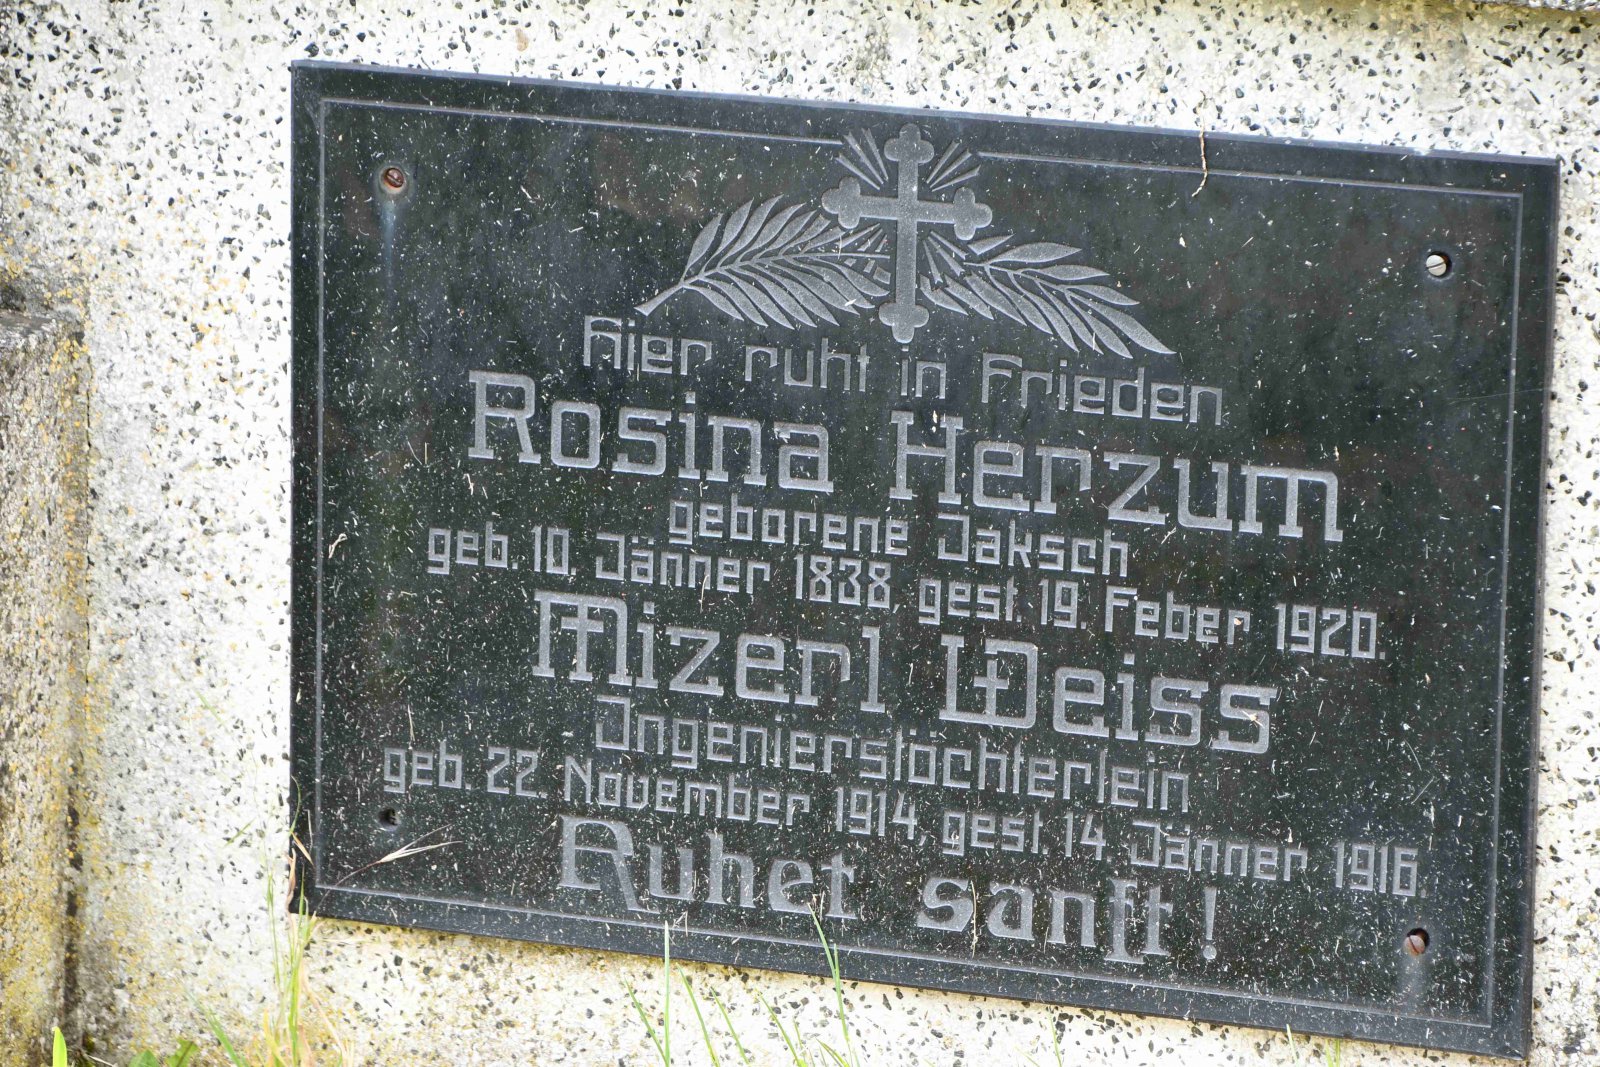 Hier ruht in Frieden
Rosina Herzum
geborene Jaksch
geb. 10. Jänner 1838, gest. 19. Feber 1920.
Mizerl Weiss
Ingenierstöchterlein
geb. 22. November 1914, gest. 14. Jänner 1916.
Ruhet sanft!